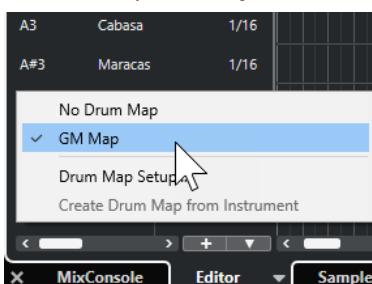 A3 Cabasa 1/16
A#3 Maracas 1/16
No Drum Map
✓ GM Map
Drum Map Setup
Create Drum Map from Instrument
< > + ▼ <
× MixConsole Editor ▼ Sample